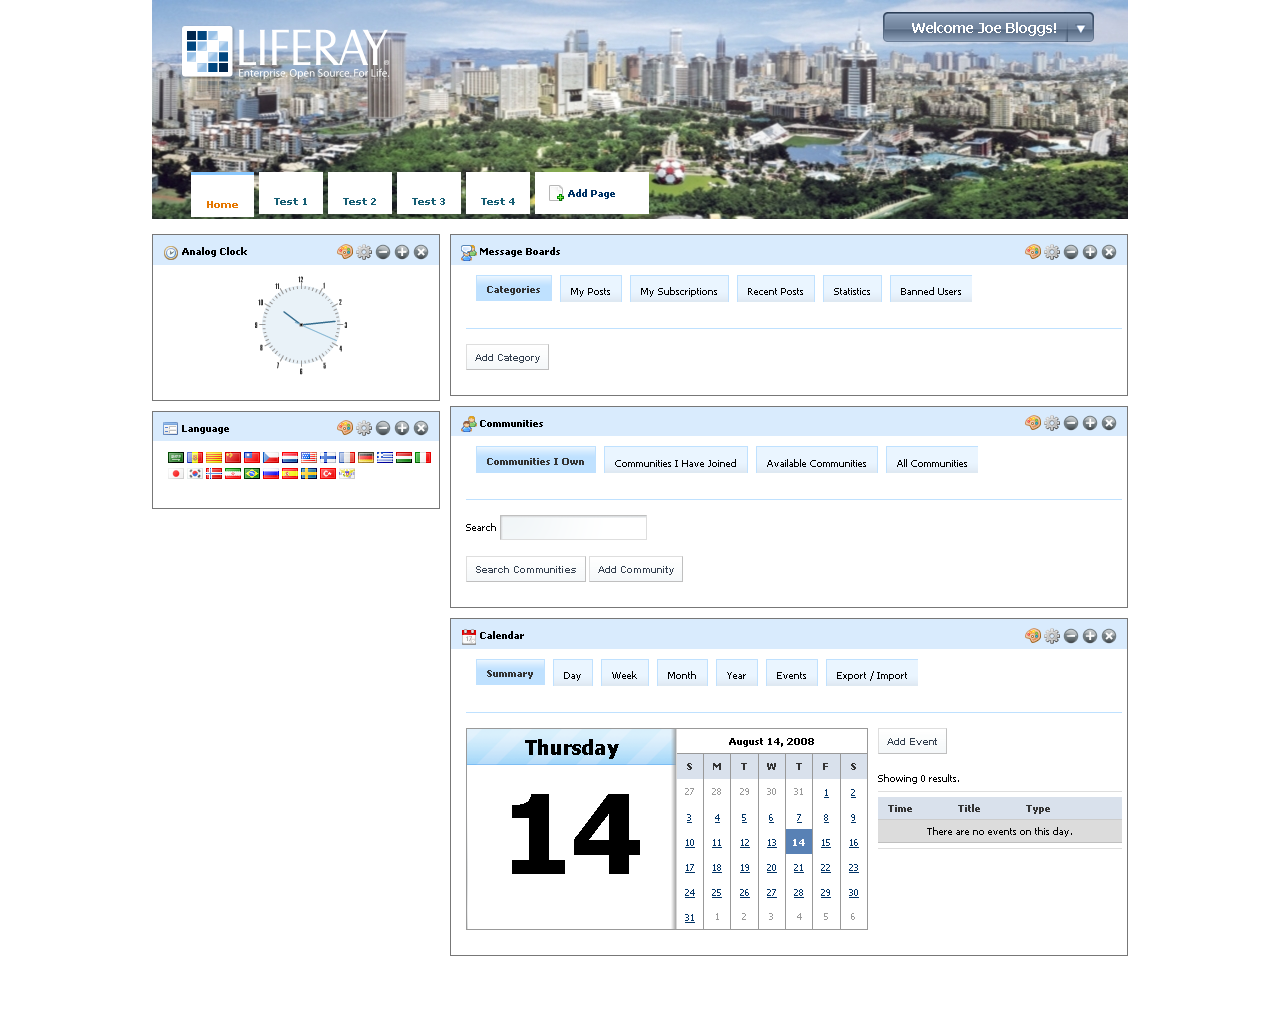 LIFERAY
Enterprise. Open Source. For Life.
Welcome Joe Bloggs!
Home
Test 1
Test 2
Test 3
Test 4
Add Page
Analog Clock
12
1
2
3
4
5
6
7
8
9
10
11
Language
Message Boards
Categories
My Posts
My Subscriptions
Recent Posts
Statistics
Banned Users
Add Category
Communities
Communities I Own
Communities I Have Joined
Available Communities
All Communities
Search
Search Communities
Add Community
Calendar
Summary
Day
Week
Month
Year
Events
Export / Import
Thursday
14
August 14, 2008
S M T W T F S
27 28 29 30 31 1 2
3 4 5 6 7 8 9
10 11 12 13 14 15 16
17 18 19 20 21 22 23
24 25 26 27 28 29 30
31 1 2 3 4 5 6
Add Event
Showing 0 results.
Time Title Type
There are no events on this day.